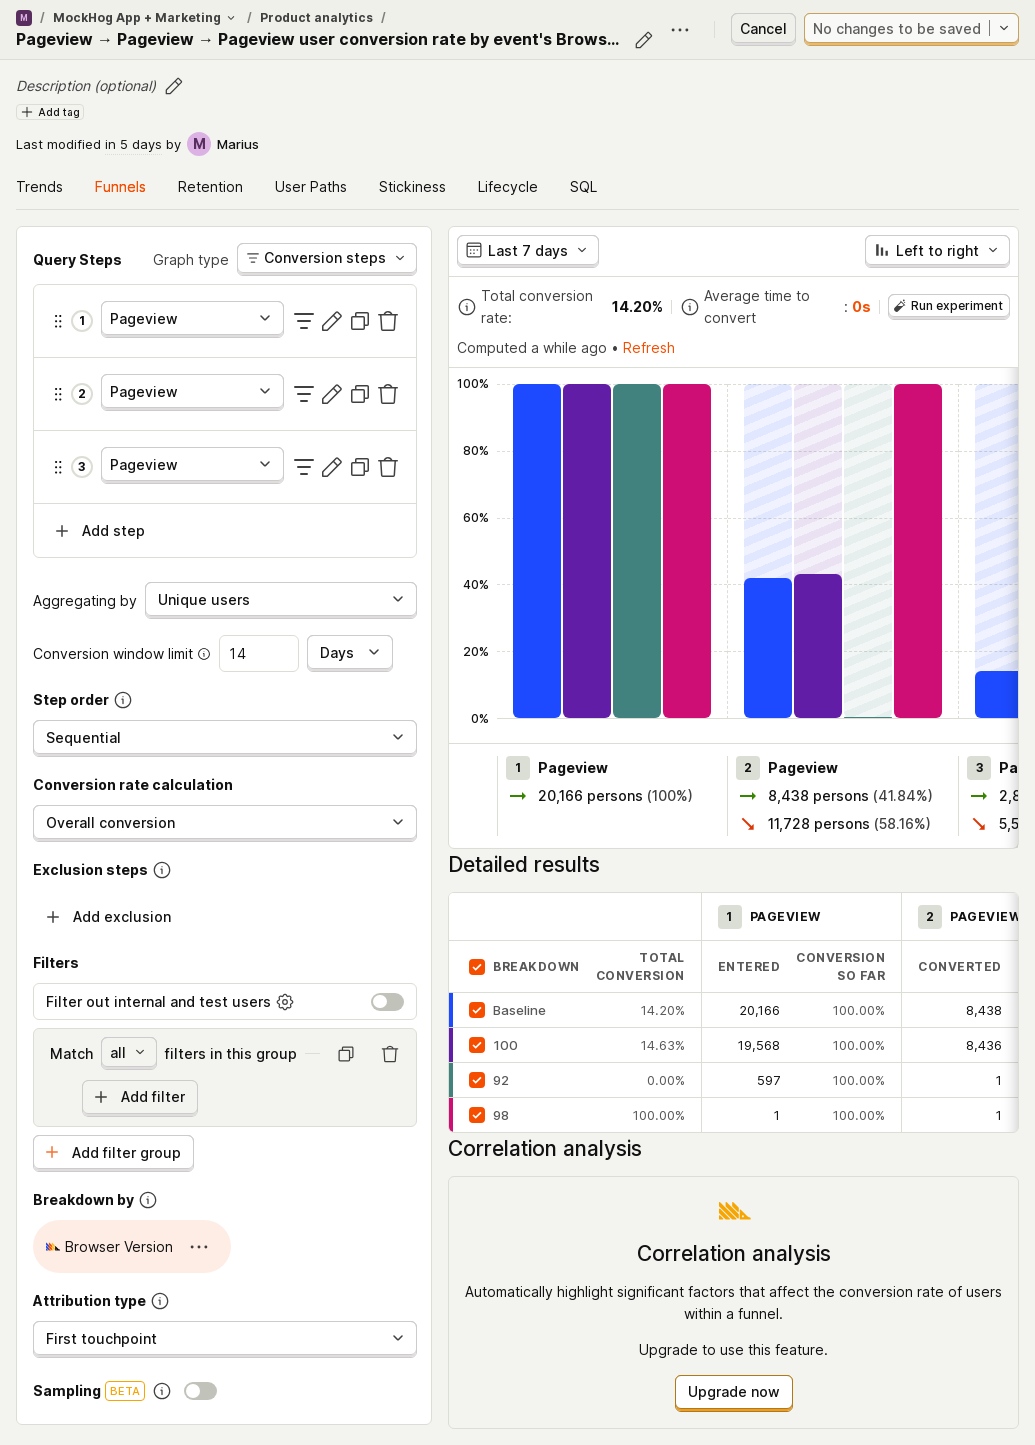 M / MockHog App + Marketing / Product analytics /
Pageview → Pageview → Pageview user conversion rate by event's Brows...
Cancel
No changes to be saved
Description (optional)
Add tag
Last modified in 5 days by M Marius
Trends Funnels Retention User Paths Stickiness Lifecycle SQL
Query Steps
Graph type
Conversion steps
1 Pageview
2 Pageview
3 Pageview
Add step
Aggregating by Unique users
Conversion window limit 14 Days
Step order
Sequential
Conversion rate calculation
Overall conversion
Exclusion steps
Add exclusion
Filters
Filter out internal and test users
Match all filters in this group
Add filter
Add filter group
Breakdown by
Browser Version
Attribution type
First touchpoint
Sampling BETA
Last 7 days
Left to right
Total conversion rate: 14.20%
Average time to convert : 0s
Run experiment
Computed a while ago • Refresh
100%
80%
60%
40%
20%
0%
1 Pageview
20,166 persons (100%)
2 Pageview
8,438 persons (41.84%)
11,728 persons (58.16%)
3 Pa
2,8
5,5
Detailed results
1 PAGEVIEW 2 PAGEVIEW
BREAKDOWN TOTAL CONVERSION ENTERED CONVERSION SO FAR CONVERTED
Baseline 14.20% 20,166 100.00% 8,438
100 14.63% 19,568 100.00% 8,436
92 0.00% 597 100.00% 1
98 100.00% 1 100.00% 1
Correlation analysis
Correlation analysis
Automatically highlight significant factors that affect the conversion rate of users
within a funnel.
Upgrade to use this feature.
Upgrade now